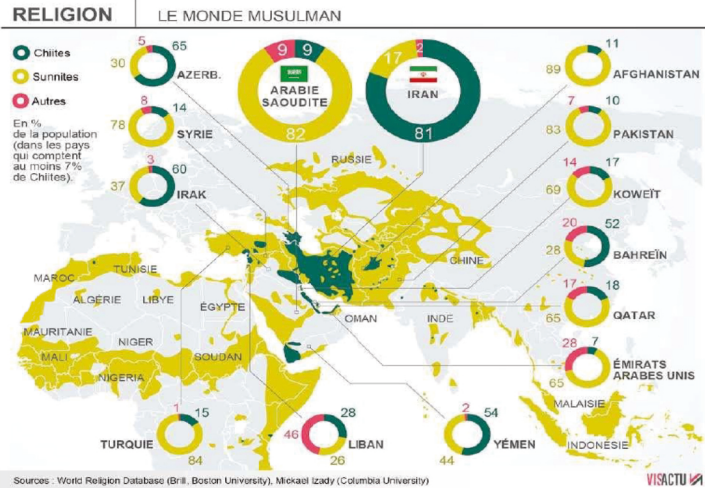 RELIGION
LE MONDE MUSULMAN
Chiites
Sunnites
Autres
En %
de la population
(dans les pays
qui comptent
au moins 7%
de Chiites).
5
65
30
AZERB.
8
14
78
SYRIE
3
60
37
IRAK
9
9
ARABIE
SAOUDITE
82
17
2
IRAN
81
11
89
AFGHANISTAN
7
10
83
PAKISTAN
14
17
69
KOWEÏT
20
52
28
BAHREÏN
17
18
65
QATAR
28
7
65
ÉMIRATS
ARABES UNIS
RUSSIE
CHINE
MAROC
TUNISIE
ALGÉRIE
LIBYE
ÉGYPTE
OMAN
INDE
MAURITANIE
MALI
NIGER
SOUDAN
NIGERIA
MALAISIE
INDONÉSIE
1
15
TURQUIE
84
28
46
LIBAN
26
2
54
YÉMEN
44
Sources : World Religion Database (Brill, Boston University), Mickael Izady (Columbia University)
VISACTU